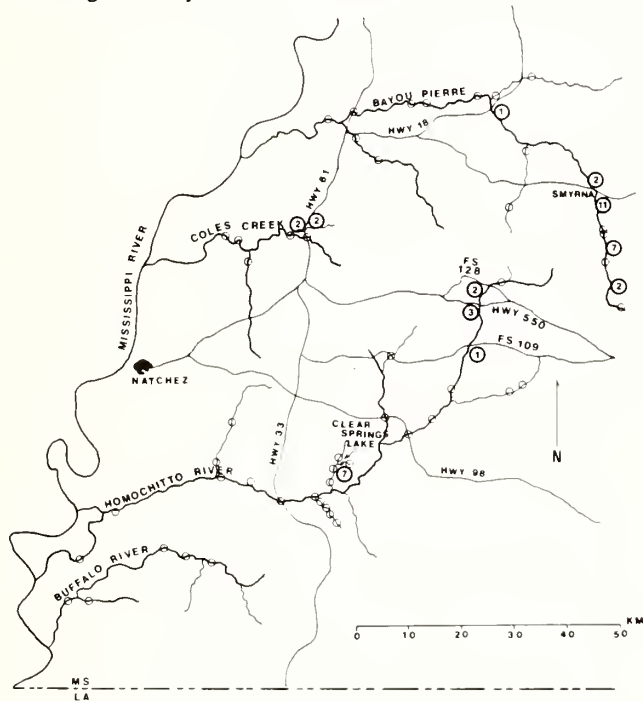 BAYOU PIERRE
1
HWY 18
2
SMYRNA
11
HWY 61
2 2
COLES CREEK
7
FS
128
2
2
3
HWY 550
MISSISSIPPI RIVER
FS 109
1
NATCHEZ
CLEAR
SPRINGS
LAKE
N
HWY 33
7
HWY 98
HOMOCHITTO RIVER
BUFFALO RIVER
KM
0 10 20 30 40 50
MS
LA